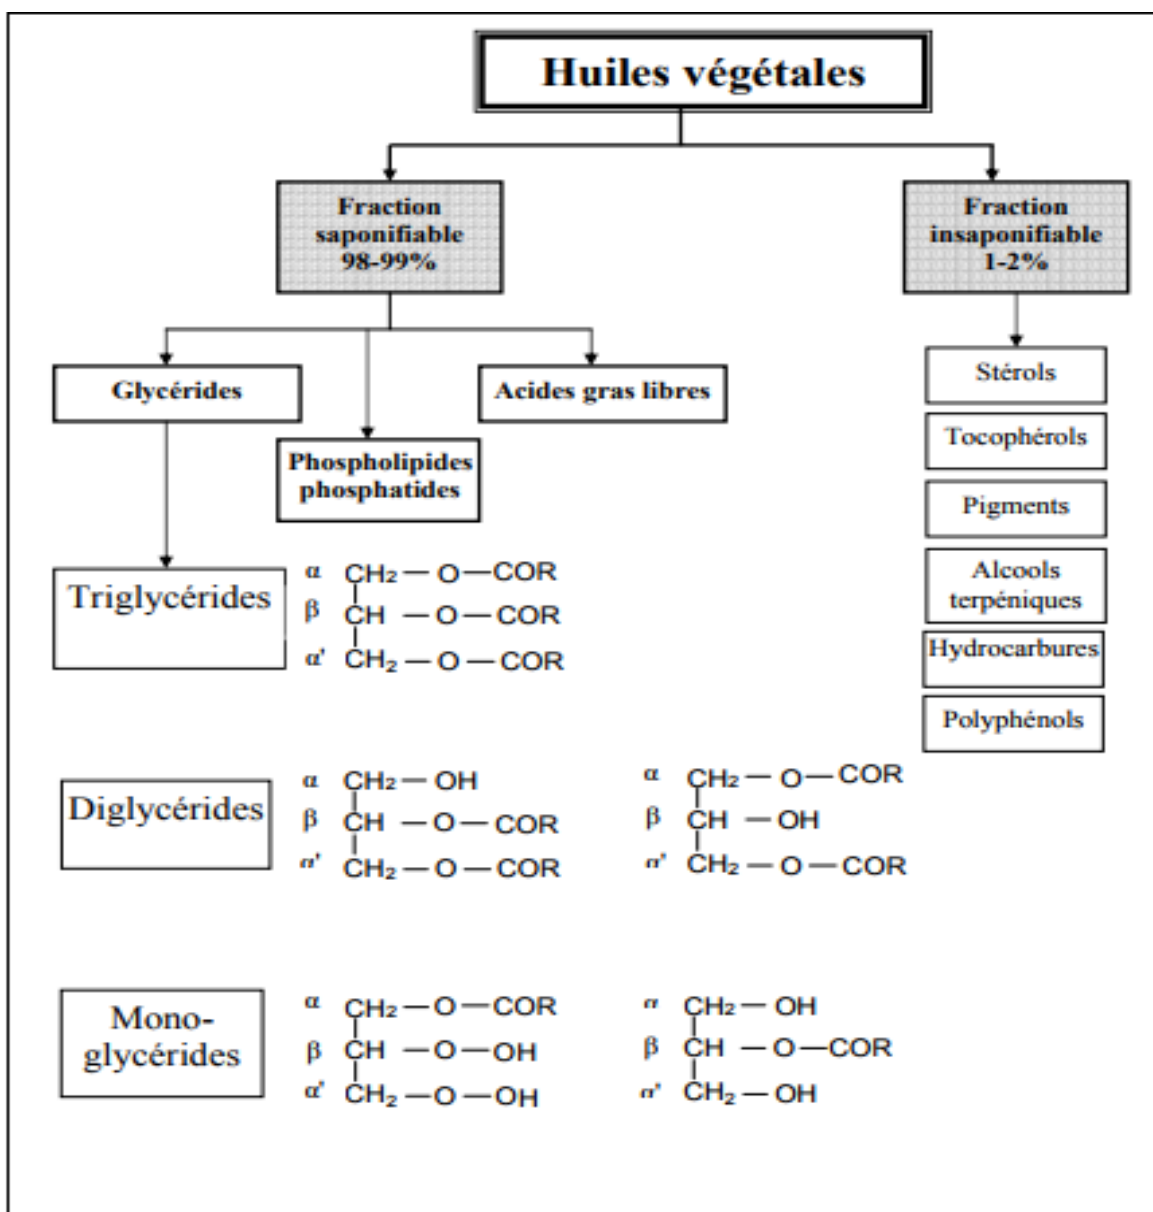 Huiles végétales
Fraction
saponifiable
98-99%
Fraction
insaponifiable
1-2%
Glycérides
Acides gras libres
Phospholipides
phosphatides
Stérols
Tocophérols
Pigments
Alcools
terpéniques
Hydrocarbures
Polyphénols
Triglycérides
α CH₂—O—COR
β CH —O—COR
α' CH₂—O—COR
Diglycérides
α CH₂—OH
β CH —O—COR
α' CH₂—O—COR
α CH₂—O—COR
β CH —OH
α' CH₂—O—COR
Mono-
glycérides
α CH₂—O—COR
β CH —O—OH
α' CH₂—O—OH
α CH₂—OH
β CH —O—COR
α' CH₂—OH